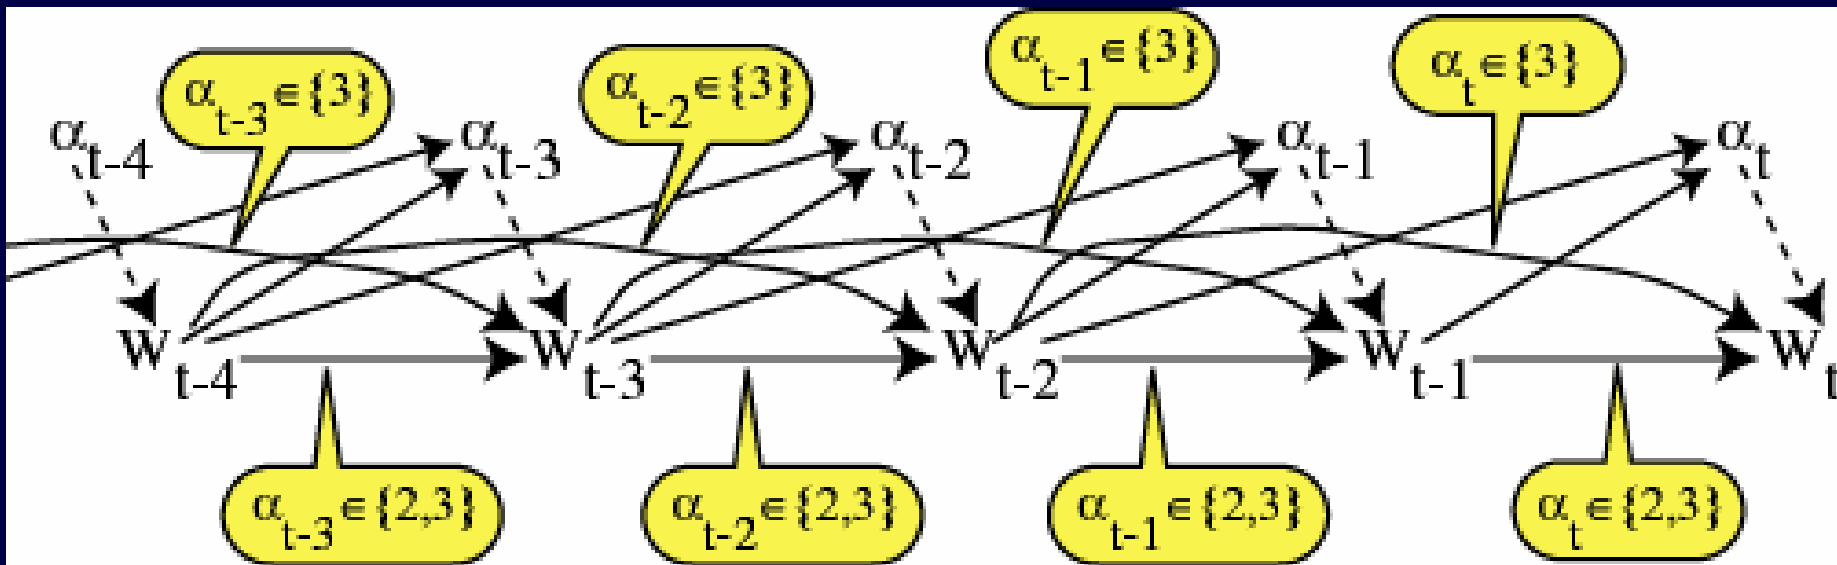 α_{t-3}∈{3} α_{t-2}∈{3} α_{t-1}∈{3} α_t∈{3}
α_{t-4} α_{t-3} α_{t-2} α_{t-1} α_t
W_{t-4} W_{t-3} W_{t-2} W_{t-1} W_t
α_{t-3}∈{2,3} α_{t-2}∈{2,3} α_{t-1}∈{2,3} α_t∈{2,3}